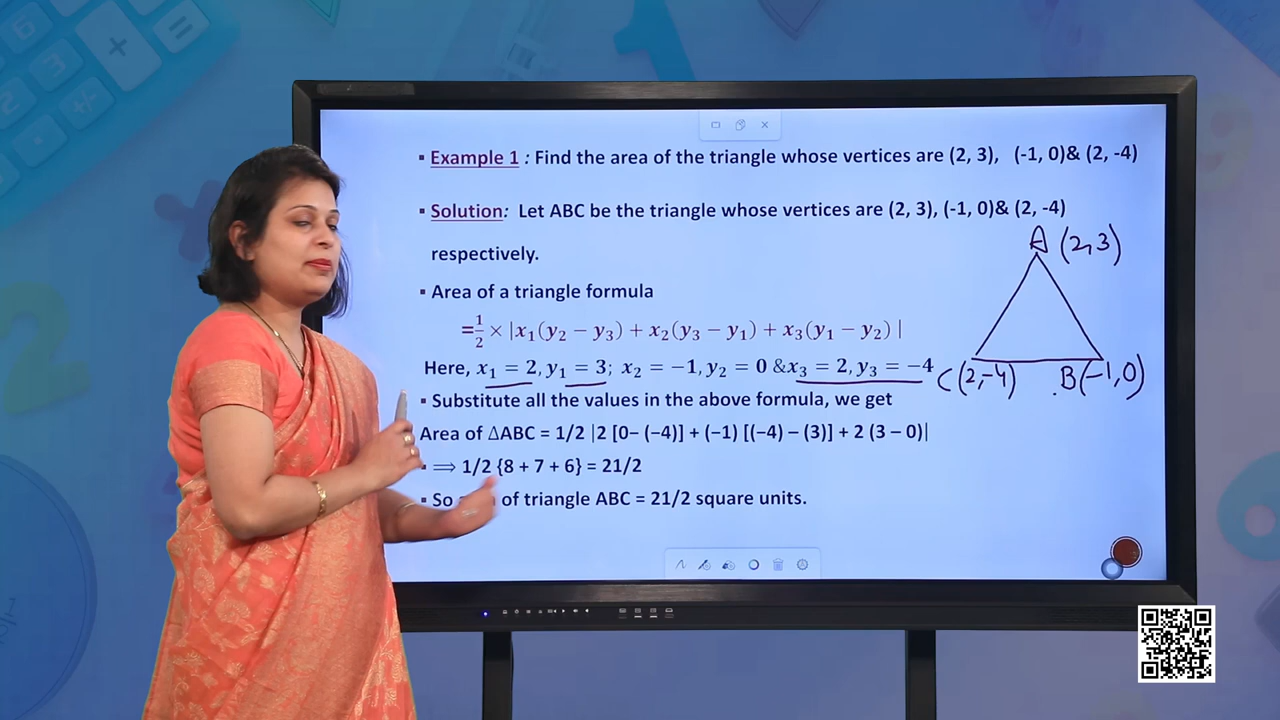 ▪ Example 1 : Find the area of the triangle whose vertices are (2, 3), (-1, 0)& (2, -4)
▪ Solution: Let ABC be the triangle whose vertices are (2, 3), (-1, 0)& (2, -4)
respectively.
A (2,3)
▪ Area of a triangle formula
=1/2 × |x₁(y₂ − y₃) + x₂(y₃ − y₁) + x₃(y₁ − y₂) |
Here, x₁ = 2, y₁ = 3; x₂ = −1, y₂ = 0 &x₃ = 2, y₃ = −4
C (2,-4) B(-1,0)
▪ Substitute all the values in the above formula, we get
Area of ΔABC = 1/2 |2 [0– (–4)] + (–1) [(–4) – (3)] + 2 (3 – 0)|
▪ ⟹ 1/2 {8 + 7 + 6} = 21/2
▪ So of triangle ABC = 21/2 square units.